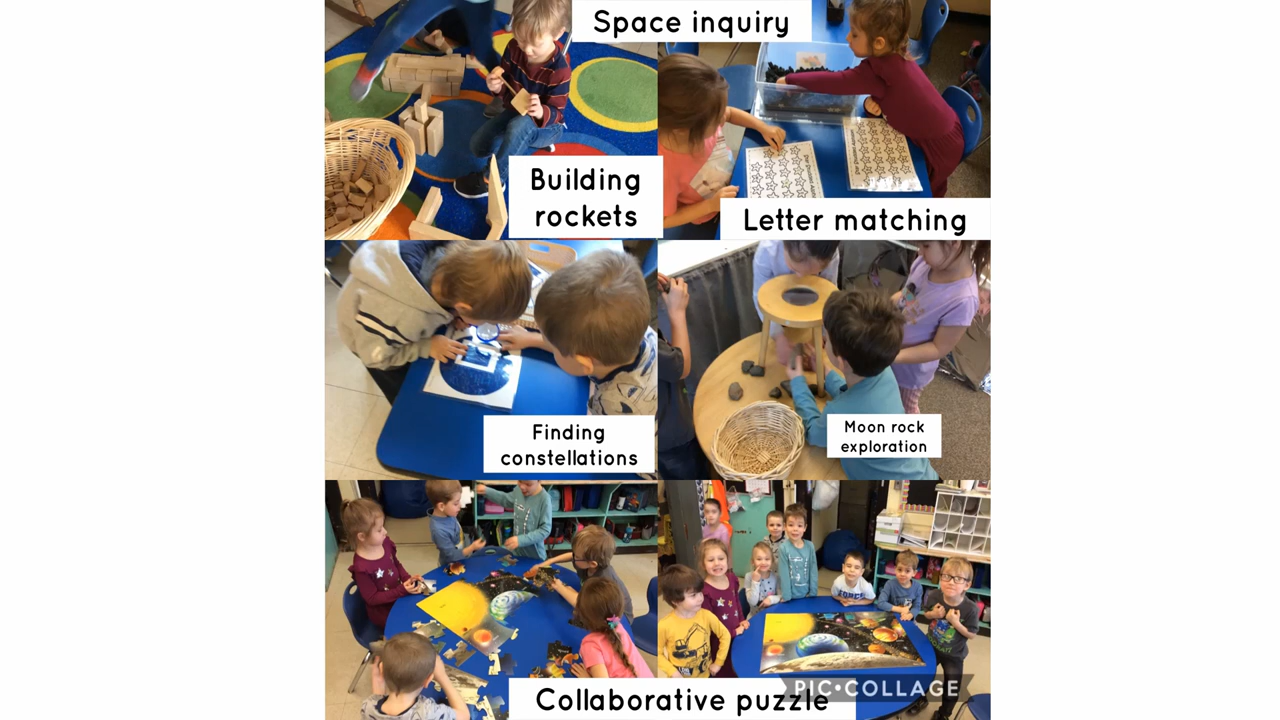 Space inquiry
Building
rockets
Letter matching
Finding
constellations
Moon rock
exploration
Collaborative puzzle
PIC•COLLAGE